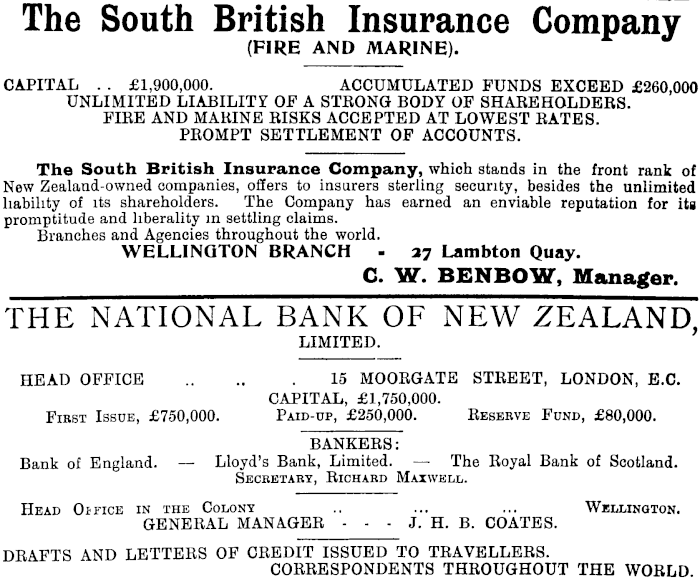 The South British Insurance Company
(FIRE AND MARINE).
CAPITAL .. £1,900,000. ACCUMULATED FUNDS EXCEED £260,000
UNLIMITED LIABILITY OF A STRONG BODY OF SHAREHOLDERS.
FIRE AND MARINE RISKS ACCEPTED AT LOWEST RATES.
PROMPT SETTLEMENT OF ACCOUNTS.
The South British Insurance Company, which stands in the front rank of
New Zealand-owned companies, offers to insurers sterling security, besides the unlimited
liability of its shareholders. The Company has earned an enviable reputation for its
promptitude and liberality in settling claims.
Branches and Agencies throughout the world.
WELLINGTON BRANCH - 27 Lambton Quay.
C. W. BENBOW, Manager.
THE NATIONAL BANK OF NEW ZEALAND,
LIMITED.
HEAD OFFICE .. .. . 15 MOORGATE STREET, LONDON, E.C.
CAPITAL, £1,750,000.
FIRST ISSUE, £750,000. PAID-UP, £250,000. RESERVE FUND, £80,000.
BANKERS:
Bank of England. — Lloyd's Bank, Limited. — The Royal Bank of Scotland.
SECRETARY, RICHARD MAXWELL.
HEAD OFFICE IN THE COLONY .. ... ... WELLINGTON.
GENERAL MANAGER - - - J. H. B. COATES.
DRAFTS AND LETTERS OF CREDIT ISSUED TO TRAVELLERS.
CORRESPONDENTS THROUGHOUT THE WORLD.